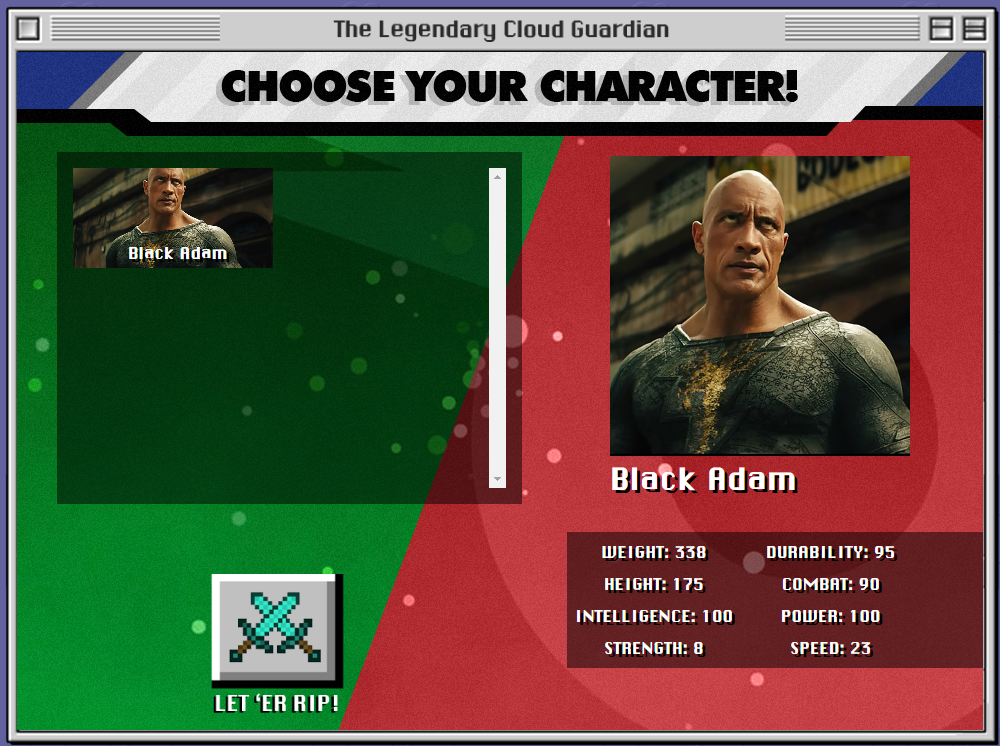 The Legendary Cloud Guardian
CHOOSE YOUR CHARACTER!
Black Adam
Black Adam
WEIGHT: 338
DURABILITY: 95
HEIGHT: 175
COMBAT: 90
INTELLIGENCE: 100
POWER: 100
STRENGTH: 8
SPEED: 23
LET ‘ER RIP!